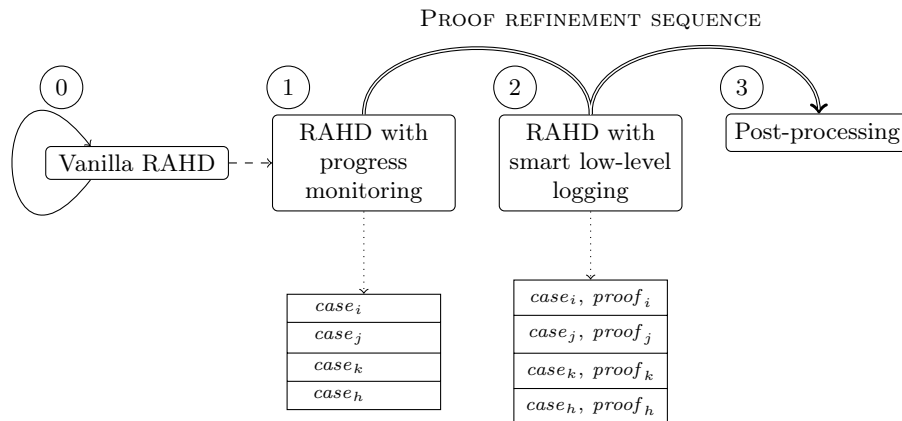 PROOF REFINEMENT SEQUENCE
0
1
2
3
Vanilla RAHD
RAHD with
progress
monitoring
RAHD with
smart low-level
logging
Post-processing
case_i
case_j
case_k
case_h
case_i, proof_i
case_j, proof_j
case_k, proof_k
case_h, proof_h